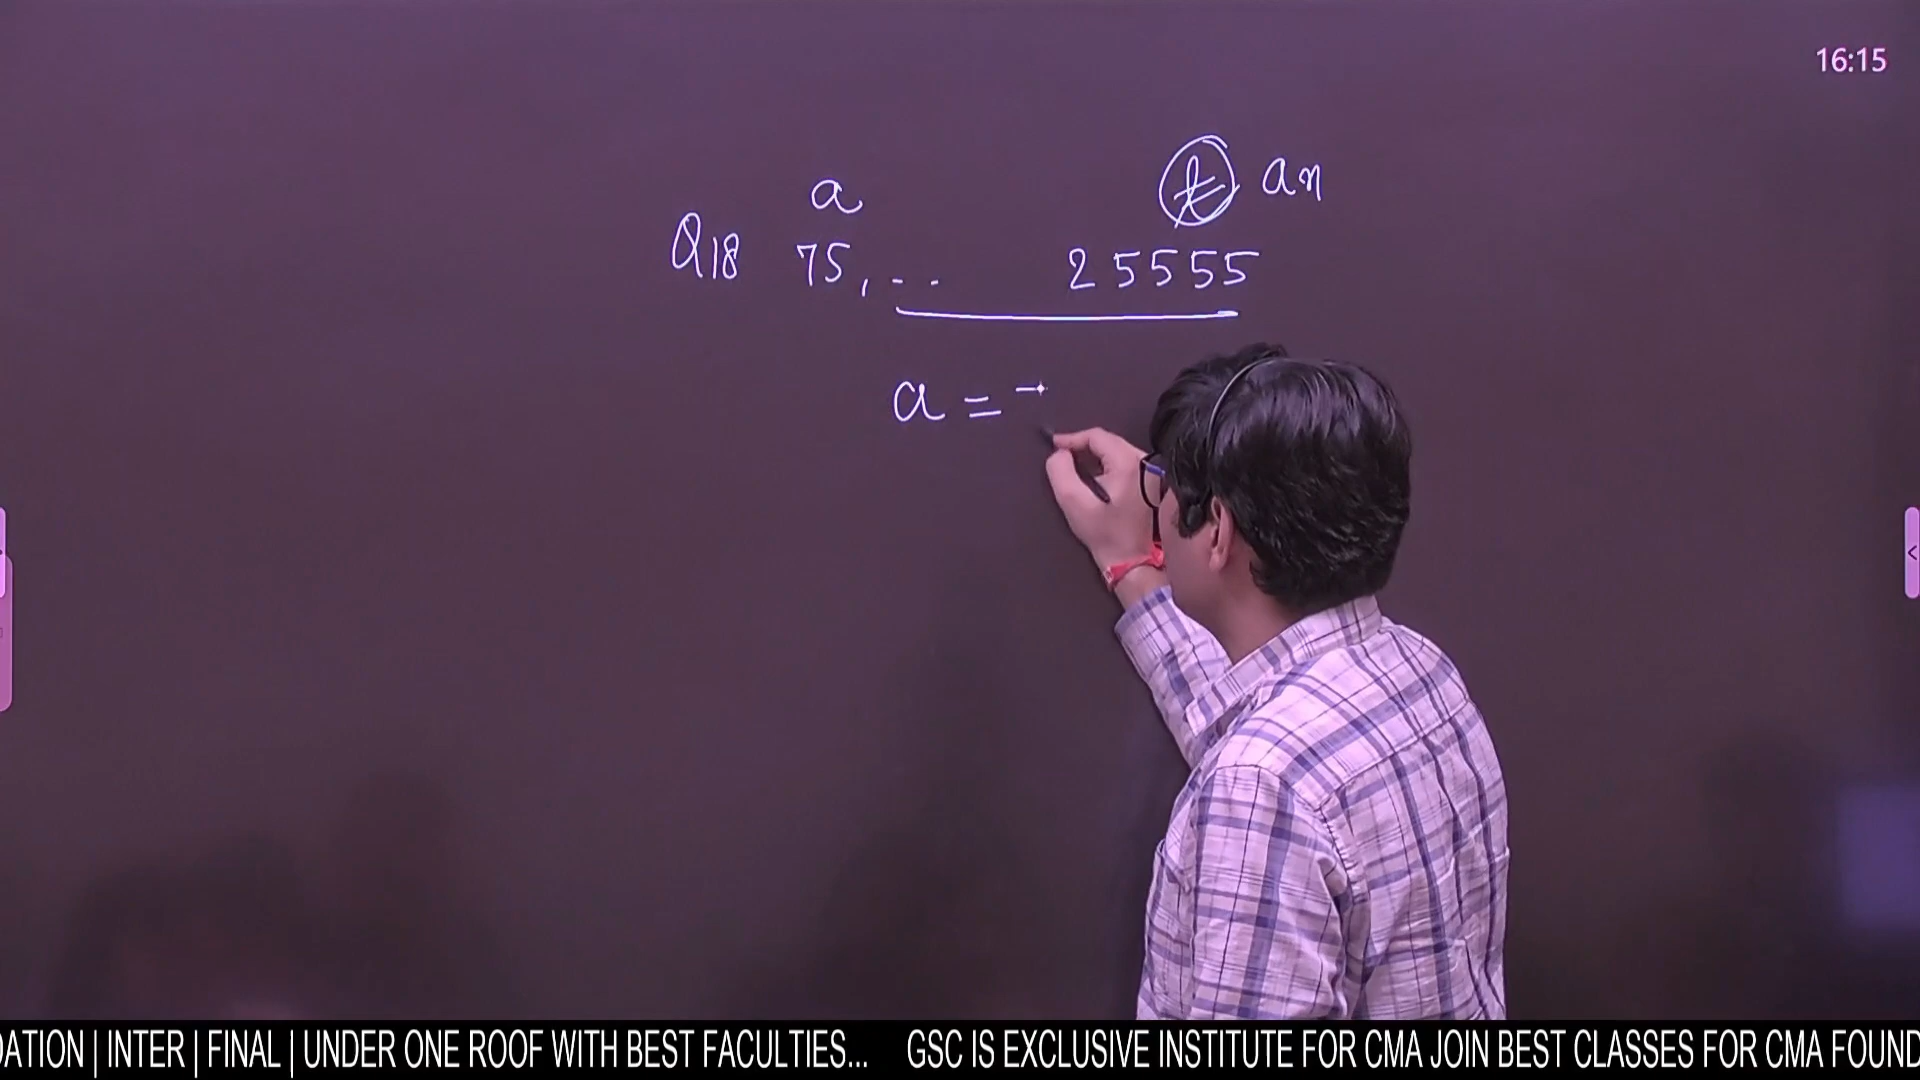 16:15
a an
Q18 75, .. 25555
a =
DATION | INTER | FINAL | UNDER ONE ROOF WITH BEST FACULTIES... GSC IS EXCLUSIVE INSTITUTE FOR CMA JOIN BEST CLASSES FOR CMA FOUND